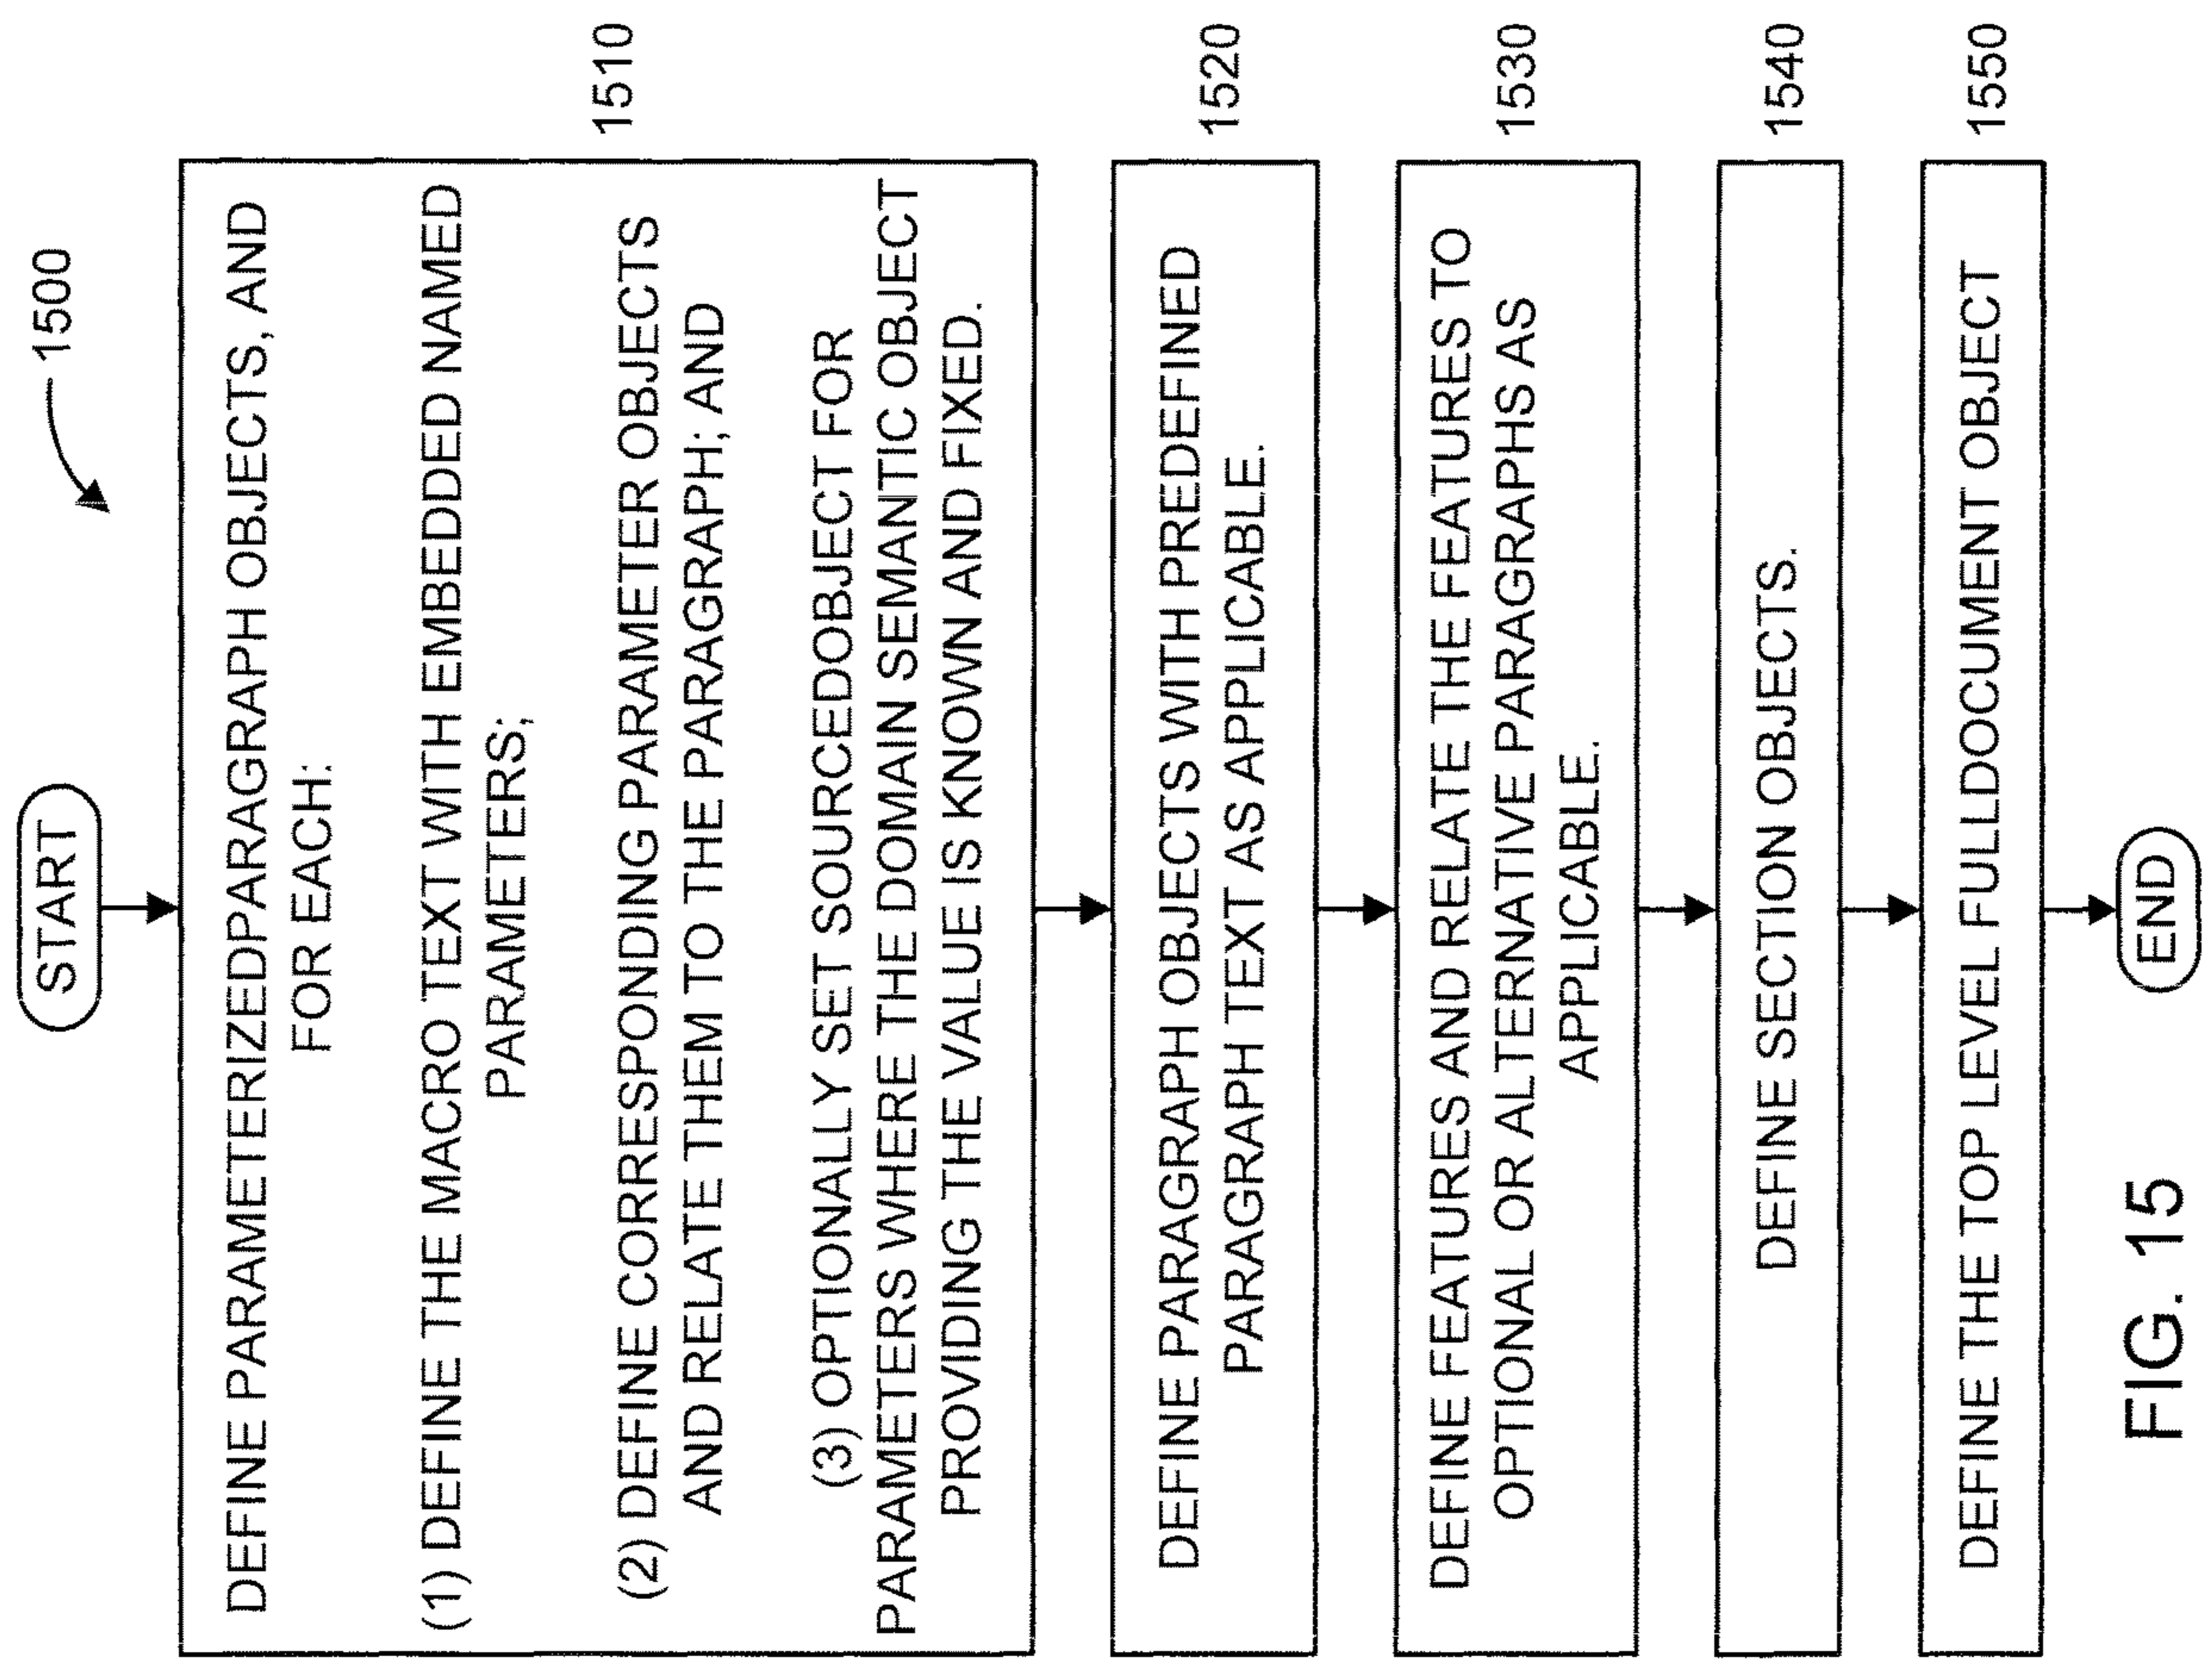 1500
START
DEFINE PARAMETERIZEDPARAGRAPH OBJECTS, AND
FOR EACH:
(1) DEFINE THE MACRO TEXT WITH EMBEDDED NAMED
PARAMETERS;
(2) DEFINE CORRESPONDING PARAMETER OBJECTS
AND RELATE THEM TO THE PARAGRAPH; AND
(3) OPTIONALLY SET SOURCEDOBJECT FOR
PARAMETERS WHERE THE DOMAIN SEMANTIC OBJECT
PROVIDING THE VALUE IS KNOWN AND FIXED.
1510
DEFINE PARAGRAPH OBJECTS WITH PREDEFINED
PARAGRAPH TEXT AS APPLICABLE.
1520
DEFINE FEATURES AND RELATE THE FEATURES TO
OPTIONAL OR ALTERNATIVE PARAGRAPHS AS
APPLICABLE.
1530
DEFINE SECTION OBJECTS.
1540
DEFINE THE TOP LEVEL FULLLDOCUMENT OBJECT
1550
END
FIG. 15